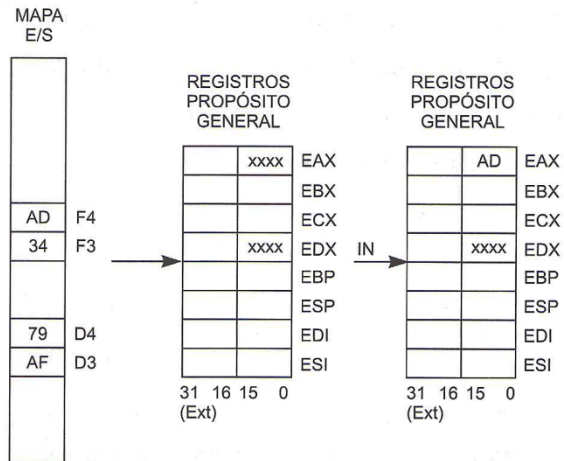 MAPA
E/S
AD F4
34 F3
79 D4
AF D3
REGISTROS
PROPÓSITO
GENERAL
xxxx EAX
EBX
ECX
xxxx EDX
EBP
ESP
EDI
ESI
31 16 15 0
(Ext)
IN
REGISTROS
PROPÓSITO
GENERAL
AD EAX
EBX
ECX
xxxx EDX
EBP
ESP
EDI
ESI
31 16 15 0
(Ext)